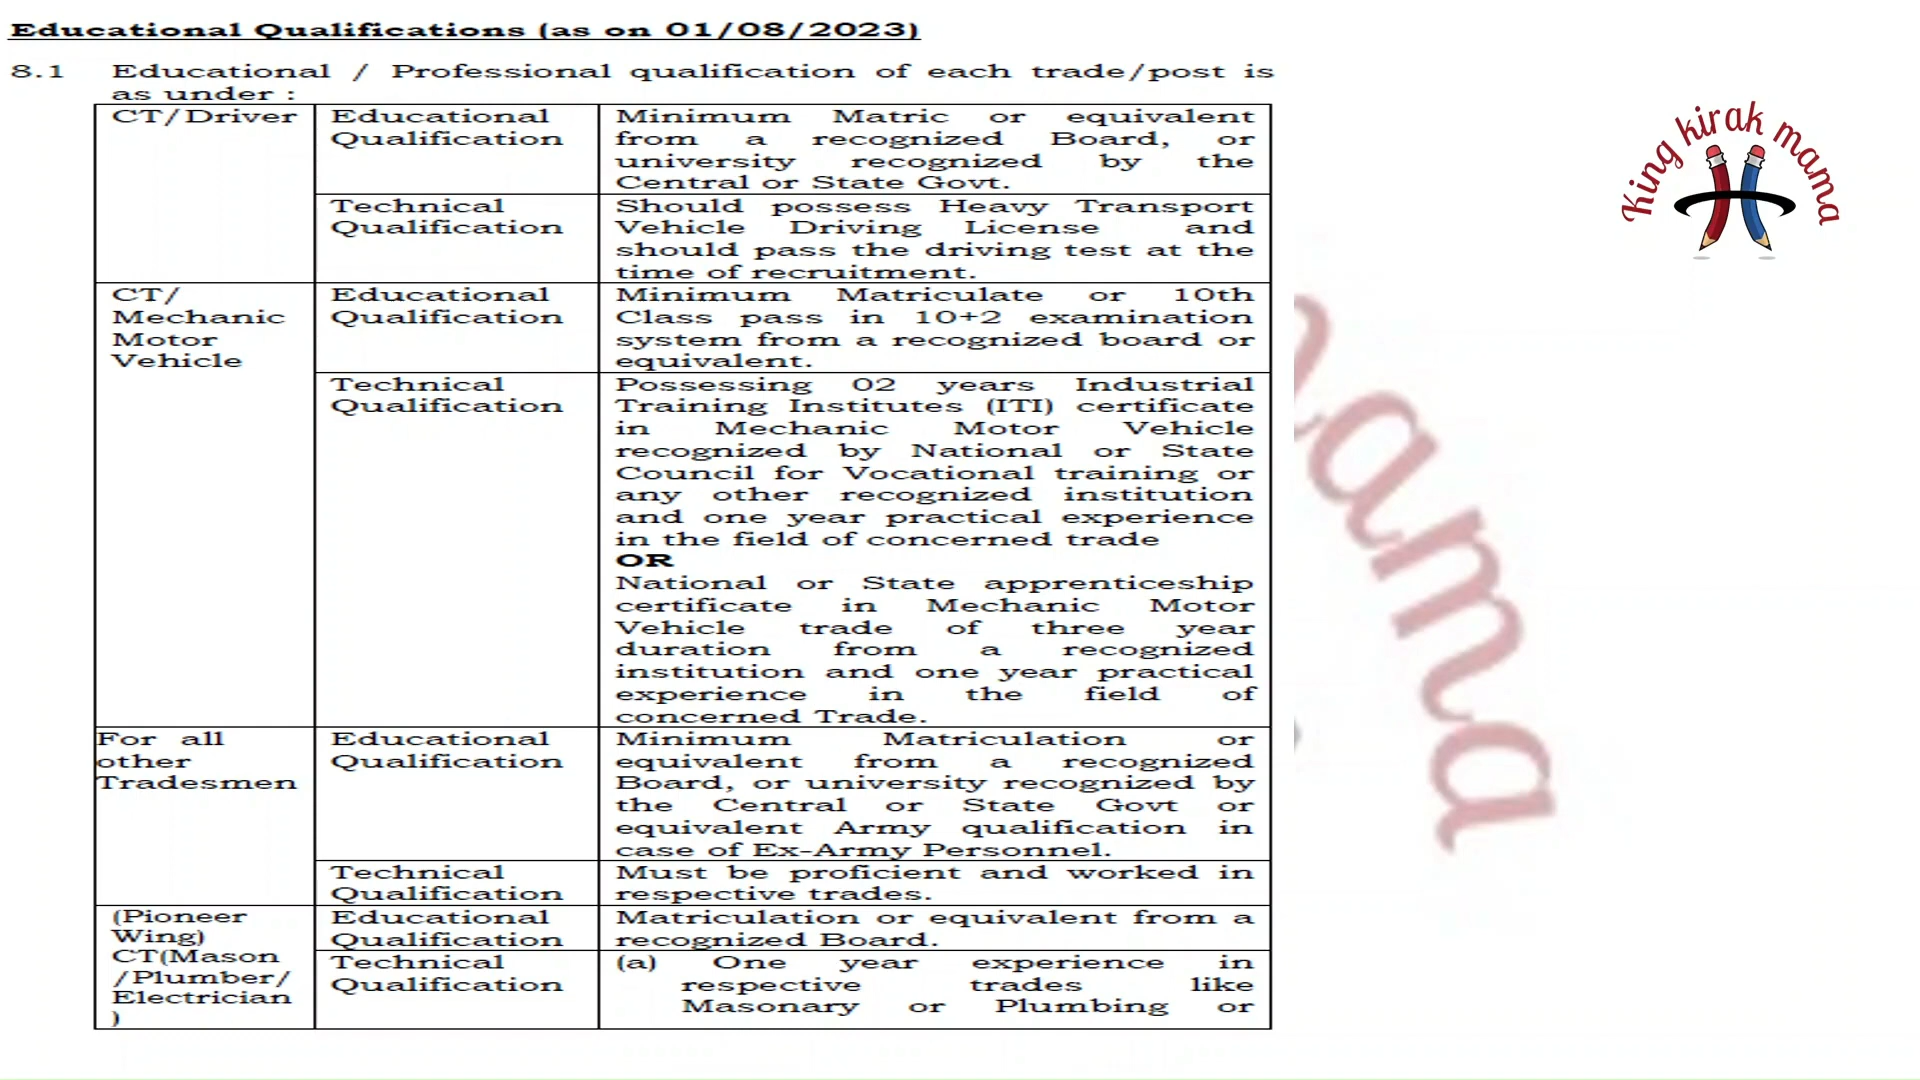 Educational Qualifications (as on 01/08/2023)
8.1 Educational / Professional qualification of each trade/post is
as under :
CT/Driver
Educational
Qualification
Minimum Matric or equivalent
from a recognized Board, or
university recognized by the
Central or State Govt.
Technical
Qualification
Should possess Heavy Transport
Vehicle Driving License and
should pass the driving test at the
time of recruitment.
CT/
Mechanic
Motor
Vehicle
Educational
Qualification
Minimum Matriculate or 10th
Class pass in 10+2 examination
system from a recognized board or
equivalent.
Technical
Qualification
Possessing 02 years Industrial
Training Institutes (ITI) certificate
in Mechanic Motor Vehicle
recognized by National or State
Council for Vocational training or
any other recognized institution
and one year practical experience
in the field of concerned trade
OR
National or State apprenticeship
certificate in Mechanic Motor
Vehicle trade of three year
duration from a recognized
institution and one year practical
experience in the field of
concerned Trade.
For all
other
Tradesmen
Educational
Qualification
Minimum Matriculation or
equivalent from a recognized
Board, or university recognized by
the Central or State Govt or
equivalent Army qualification in
case of Ex-Army Personnel.
Technical
Qualification
Must be proficient and worked in
respective trades.
(Pioneer
Wing)
CT(Mason
/Plumber/
Electrician
)
Educational
Qualification
Matriculation or equivalent from a
recognized Board.
Technical
Qualification
(a) One year experience in
respective trades like
Masonary or Plumbing or
King kirak mama
mama